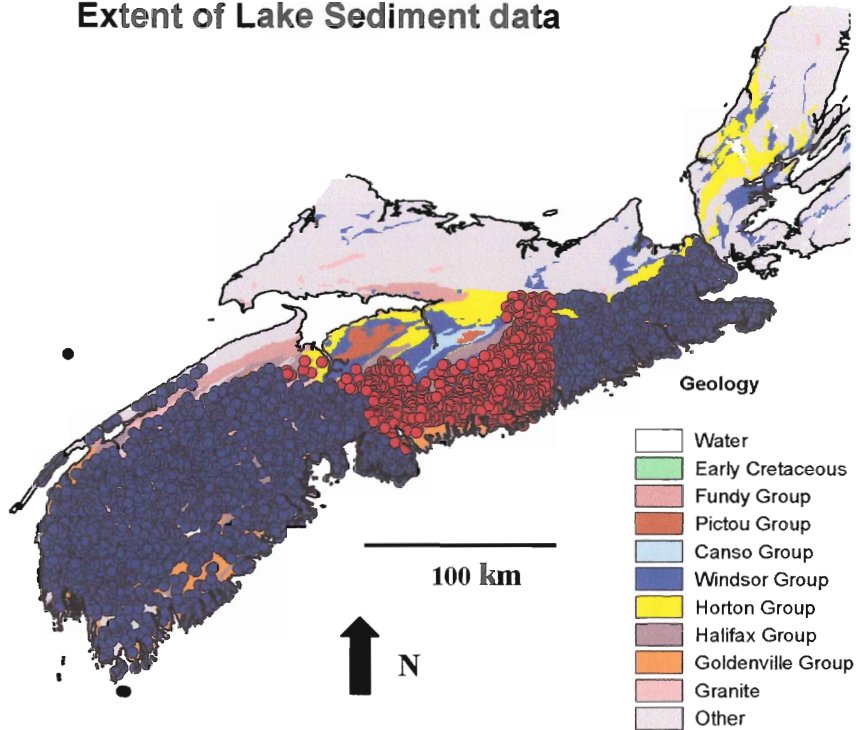 Extent of Lake Sediment data
Geology
Water
Early Cretaceous
Fundy Group
Pictou Group
Canso Group
Windsor Group
Horton Group
Halifax Group
Goldenville Group
Granite
Other
100 km
N